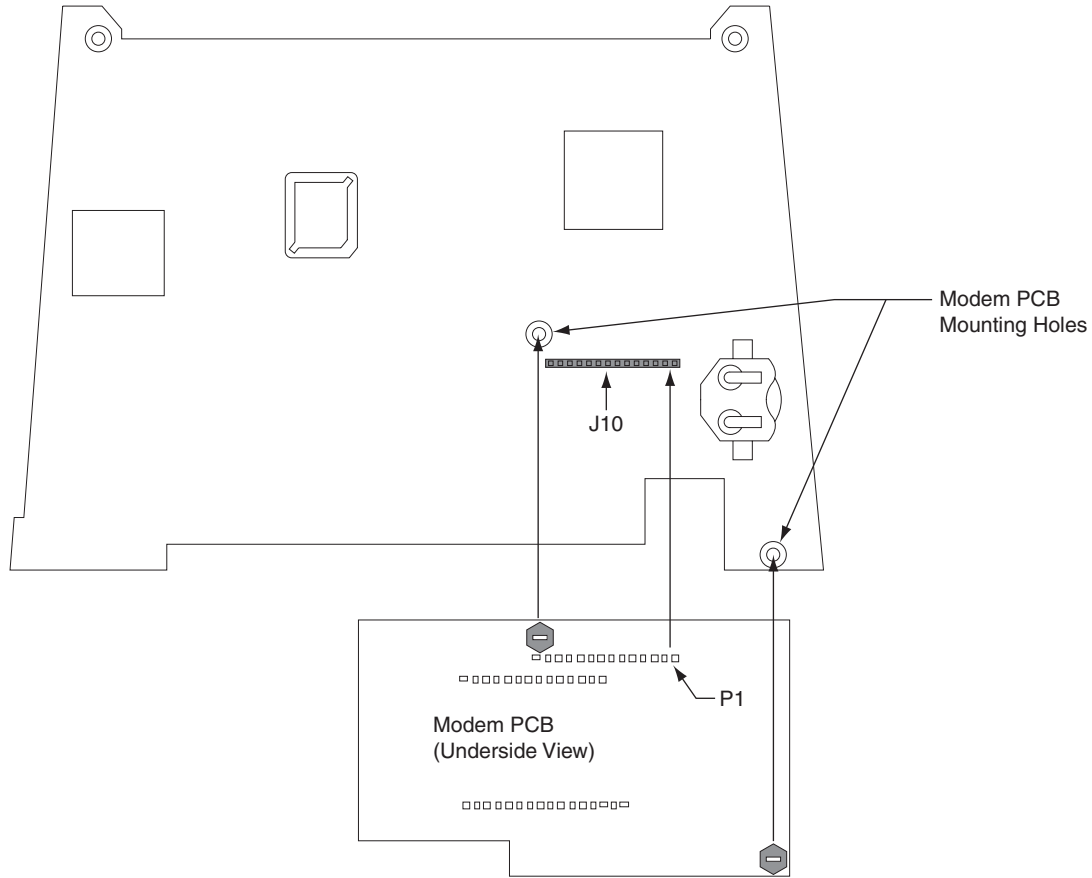 Modem PCB
Mounting Holes
J10
P1
Modem PCB
(Underside View)